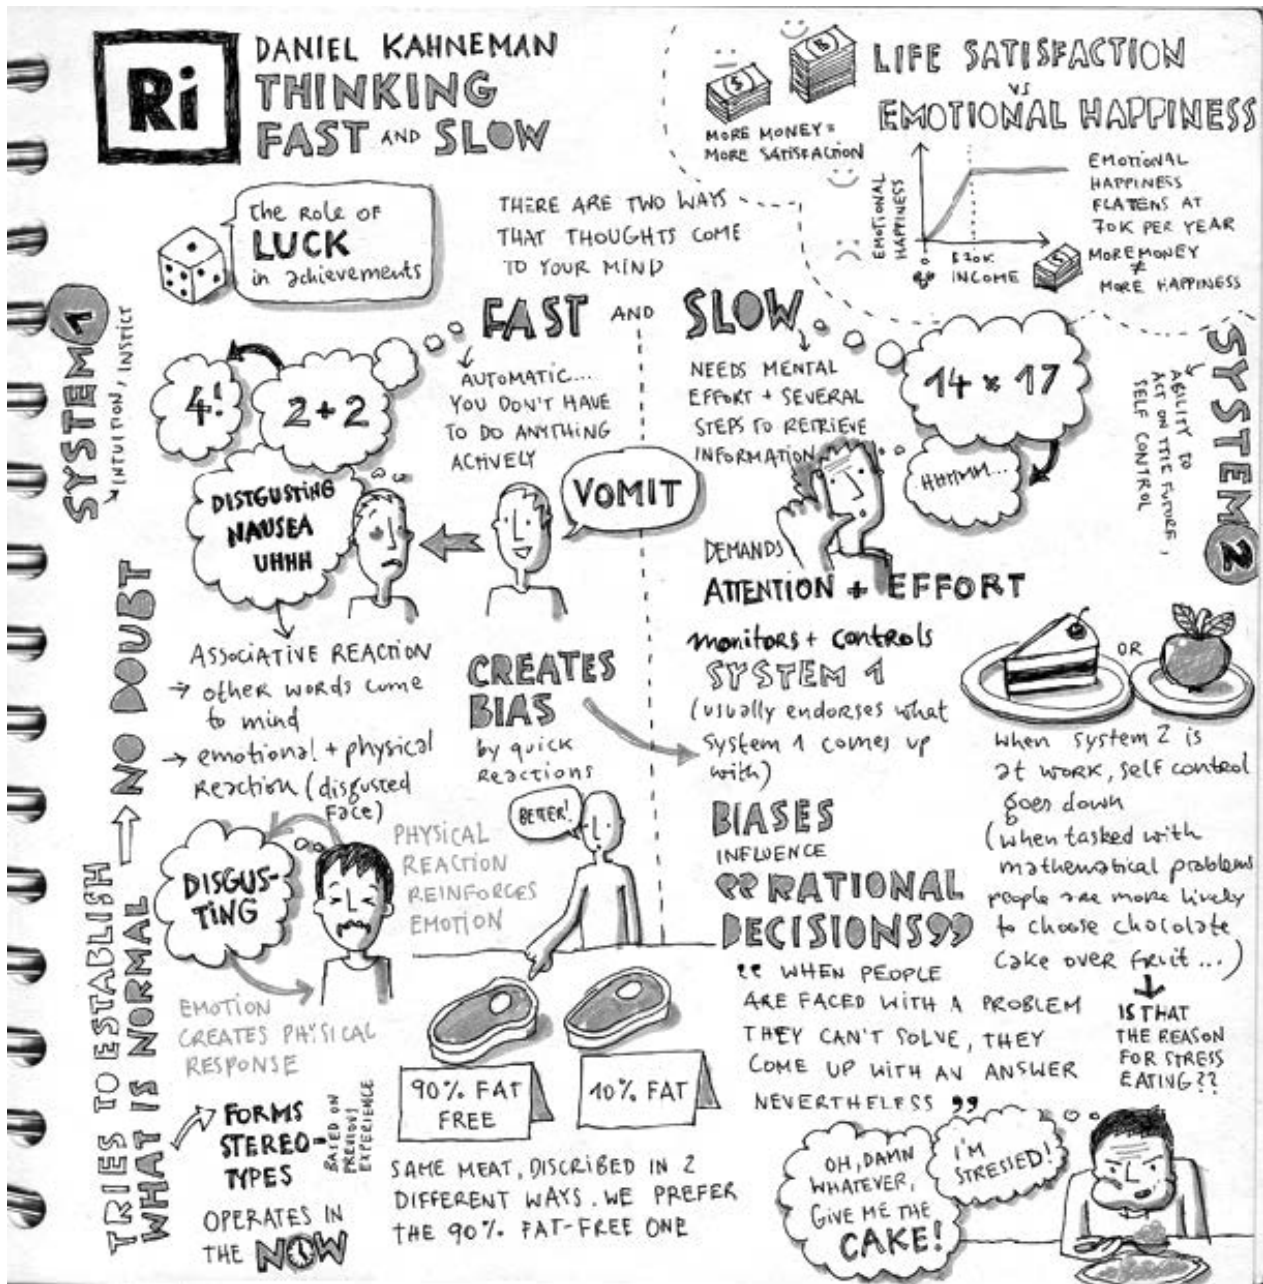 Ri
DANIEL KAHNEMAN
THINKING
FAST AND SLOW
LIFE SATISFACTION
VS
EMOTIONAL HAPPINESS
MORE MONEY =
MORE SATISFACTION
EMOTIONAL
HAPPINESS
INCOME
EMOTIONAL
HAPPINESS
FLATENS AT
70K PER YEAR
MORE MONEY
≠
MORE HAPPINESS
The ROLE OF
LUCK
in achievements
THERE ARE TWO WAYS
THAT THOUGHTS COME
TO YOUR MIND
FAST AND SLOW
SYSTEM 1
INTUITION, INSTICT
4!
2 + 2
AUTOMATIC...
YOU DON'T HAVE
TO DO ANYTHING
ACTIVELY
DISTGUSTING
NAUSEA
UHHH
VOMIT
ASSOCIATIVE REACTION
→ other words come
to mind
→ emotional + physical
Reaction (disgusted
face)
CREATES
BIAS
by quick
Reactions
DISGUS-
TING
PHYSICAL
REACTION
REINFORCES
EMOTION
EMOTION
CREATES PHYSICAL
RESPONSE
TRIES TO ESTABLISH
WHAT IS NORMAL → NO DOUBT
FORMS
STEREO-
TYPES
BASED ON
PREVIOUS
EXPERIENCE
OPERATES IN
THE NOW
BETTER!
90% FAT
FREE
10% FAT
SAME MEAT, DISCRIBED IN 2
DIFFERENT WAYS. WE PREFER
THE 90% FAT-FREE ONE
NEEDS MENTAL
EFFORT + SEVERAL
STEPS TO RETRIEVE
INFORMATION
14 x 17
HHMMM...
SYSTEM 2
ABILITY TO
ACT ON THE FUTURE,
SELF CONTROL
DEMANDS
ATTENTION + EFFORT
monitors + controls
SYSTEM 1
(usually endorses what
system 1 comes up
with)
BIASES
INFLUENCE
"RATIONAL
DECISIONS"
"WHEN PEOPLE
ARE FACED WITH A PROBLEM
THEY CAN'T SOLVE, THEY
COME UP WITH AN ANSWER
NEVERTHELESS"
OR
when system 2 is
at work, self control
goes down
(when tasked with
mathematical problems
people are more lively
to choose chocolate
cake over fruit...)
IS THAT
THE REASON
FOR STRESS
EATING??
I'M
STRESSED!
OH, DAMN
WHATEVER,
GIVE ME THE
CAKE!